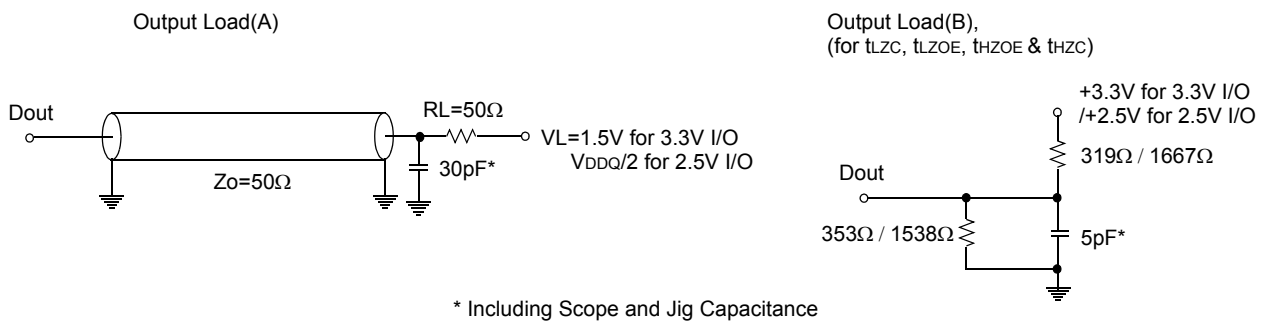 Output Load(A)
Dout
Zo=50Ω
RL=50Ω
30pF*
VL=1.5V for 3.3V I/O
VDDQ/2 for 2.5V I/O
Output Load(B),
(for tLZC, tLZOE, tHZOE & tHZC)
+3.3V for 3.3V I/O
/+2.5V for 2.5V I/O
319Ω / 1667Ω
Dout
353Ω / 1538Ω
5pF*
* Including Scope and Jig Capacitance